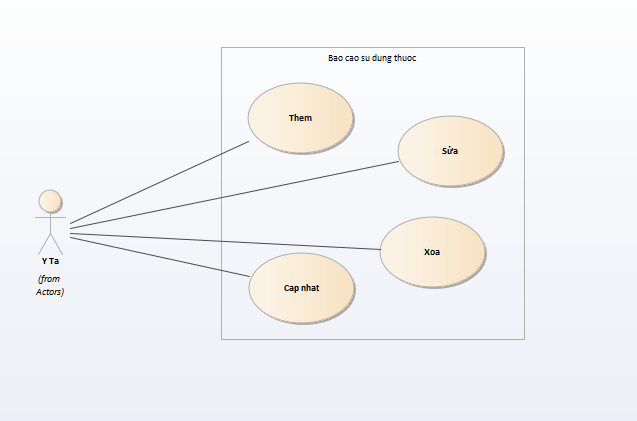 Bao cao su dung thuoc
Them
Sửa
Xoa
Cap nhat
Y Ta
(from
Actors)